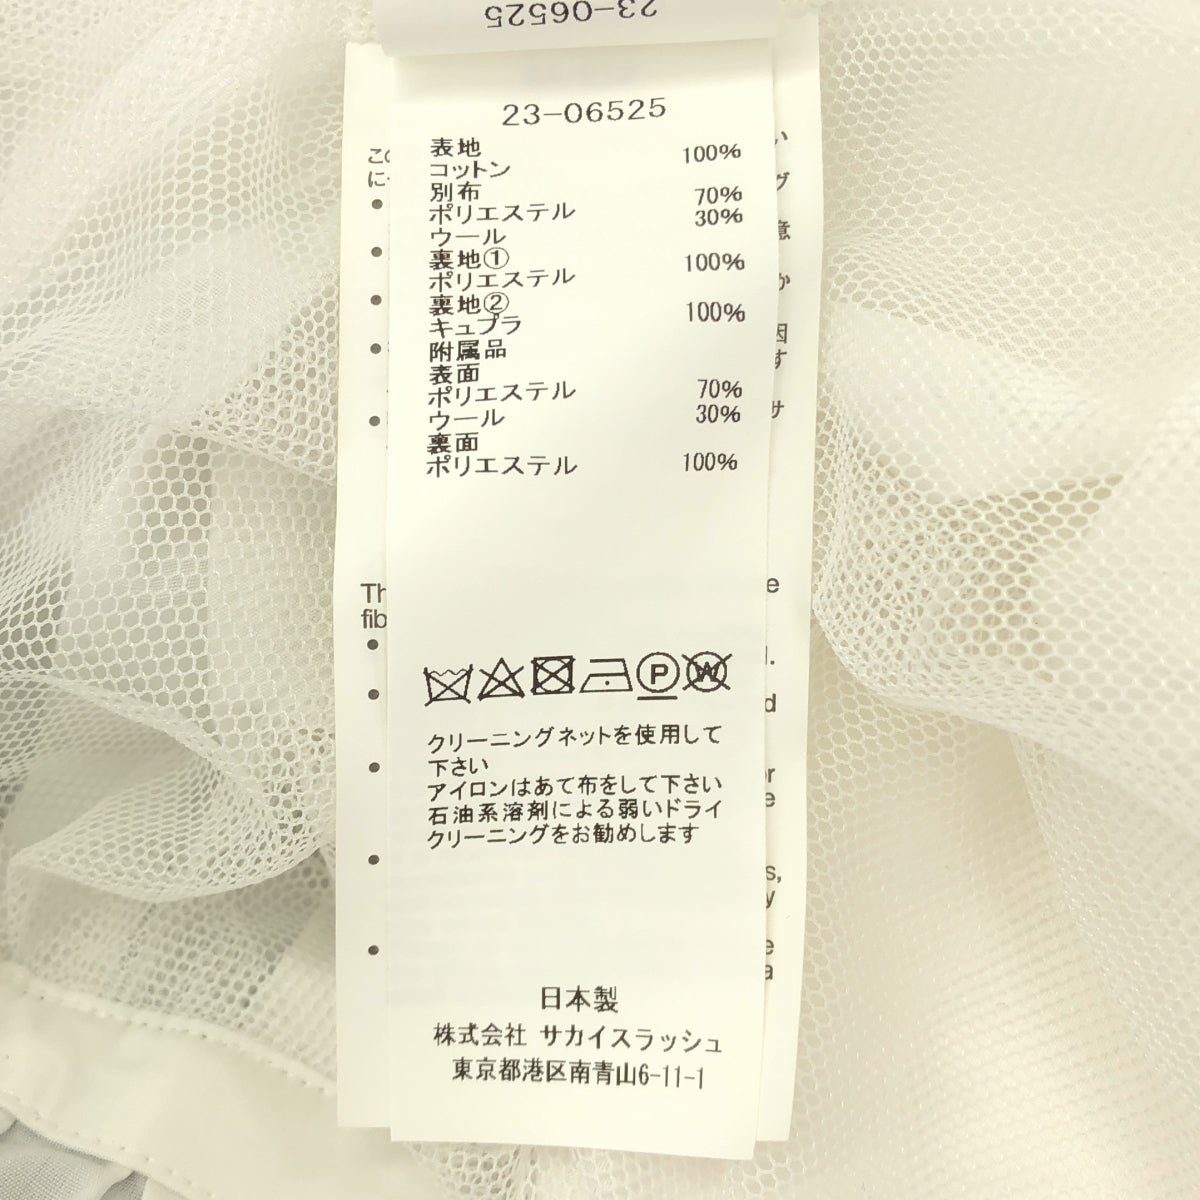 23-06525
23-06525
表地
コットン 100%
別布
ポリエステル 70%
ウール 30%
裏地①
ポリエステル 100%
裏地②
キュプラ 100%
附属品
表面
ポリエステル 70%
ウール 30%
裏面
ポリエステル 100%
P W
クリーニングネットを使用して
下さい
アイロンはあて布をして下さい
石油系溶剤による弱いドライ
クリーニングをお勧めします
日本製
株式会社 サカイスラッシュ
東京都港区南青山6-11-1